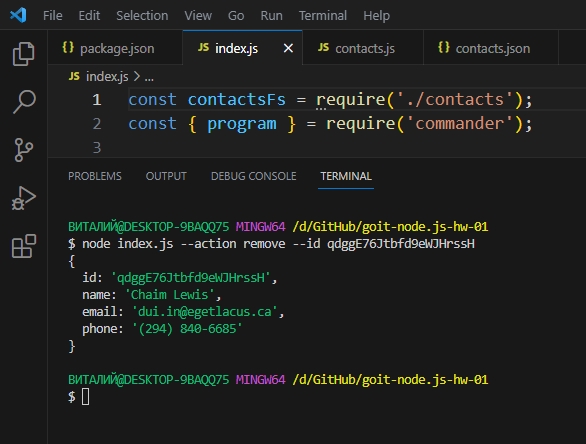 File Edit Selection View Go Run Terminal Help
{} package.json JS index.js × JS contacts.js {} contacts.json
JS index.js > ...
1 const contactsFs = require('./contacts');
2 const { program } = require('commander');
3
PROBLEMS OUTPUT DEBUG CONSOLE TERMINAL
ВИТАЛИЙ@DESKTOP-9BAQQ75 MINGW64 /d/GitHub/goit-node.js-hw-01
$ node index.js --action remove --id qdggE76Jtbfd9eWJHrssH
{
  id: 'qdggE76Jtbfd9eWJHrssH',
  name: 'Chaim Lewis',
  email: 'dui.in@egetlacus.ca',
  phone: '(294) 840-6685'
}
ВИТАЛИЙ@DESKTOP-9BAQQ75 MINGW64 /d/GitHub/goit-node.js-hw-01
$